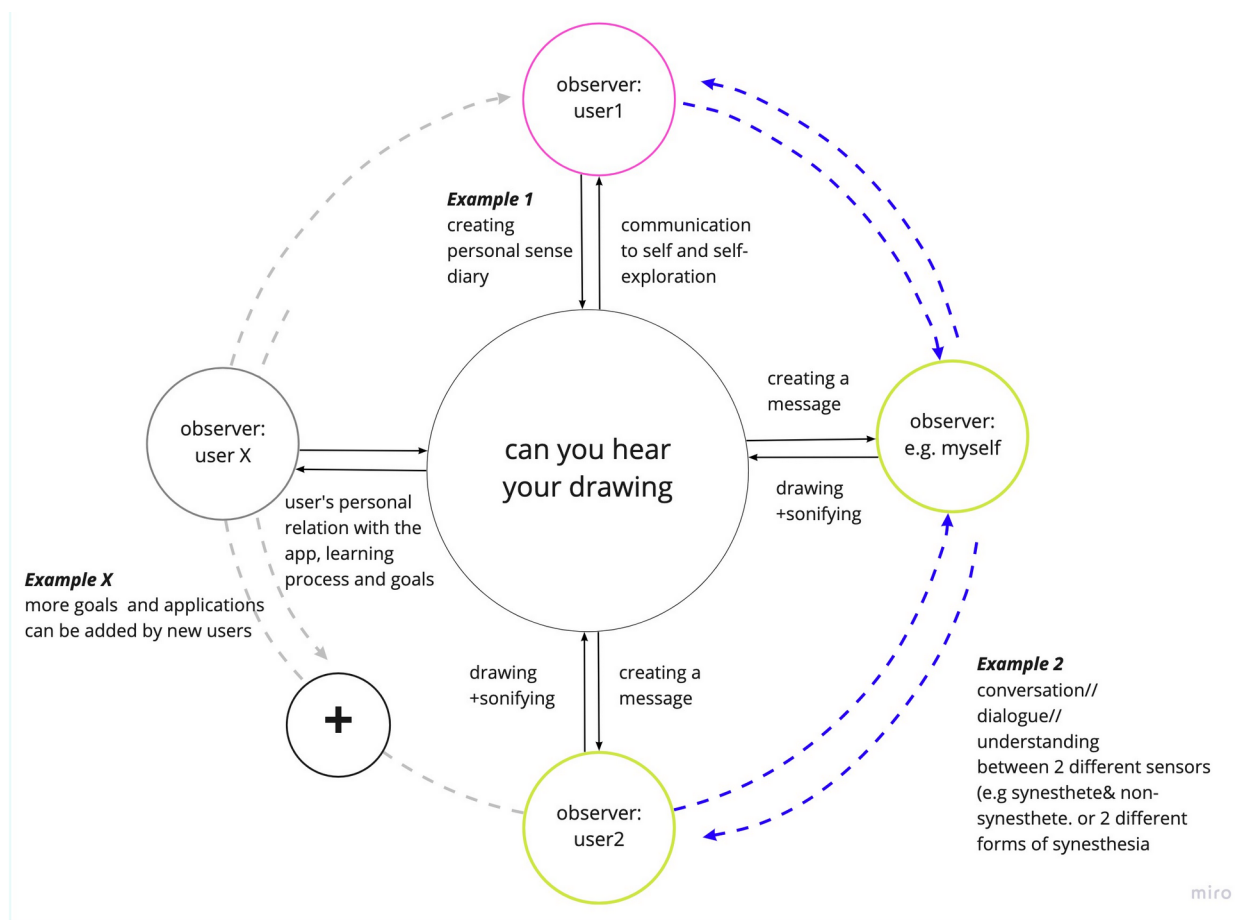 observer:
user1
Example 1
creating
personal sense
diary
communication
to self and self-
exploration
creating a
message
observer:
e.g. myself
observer:
user X
can you hear
your drawing
drawing
+sonifying
user's personal
relation with the
app, learning
process and goals
Example X
more goals  and applications
can be added by new users
drawing
+sonifying
creating a
message
+
observer:
user2
Example 2
conversation//
dialogue//
understanding
between 2 different sensors
(e.g synesthete& non-
synesthete. or 2 different
forms of synesthesia
miro